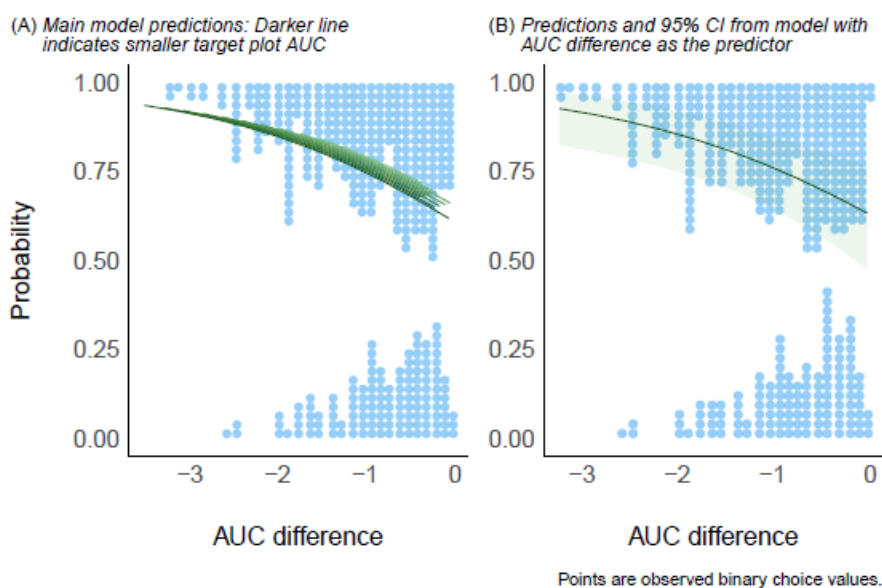 (A) Main model predictions: Darker line
indicates smaller target plot AUC
(B) Predictions and 95% CI from model with
AUC difference as the predictor
Probability
1.00
0.75
0.50
0.25
0.00
−3 −2 −1 0
AUC difference
1.00
0.75
0.50
0.25
0.00
−3 −2 −1 0
AUC difference
Points are observed binary choice values.